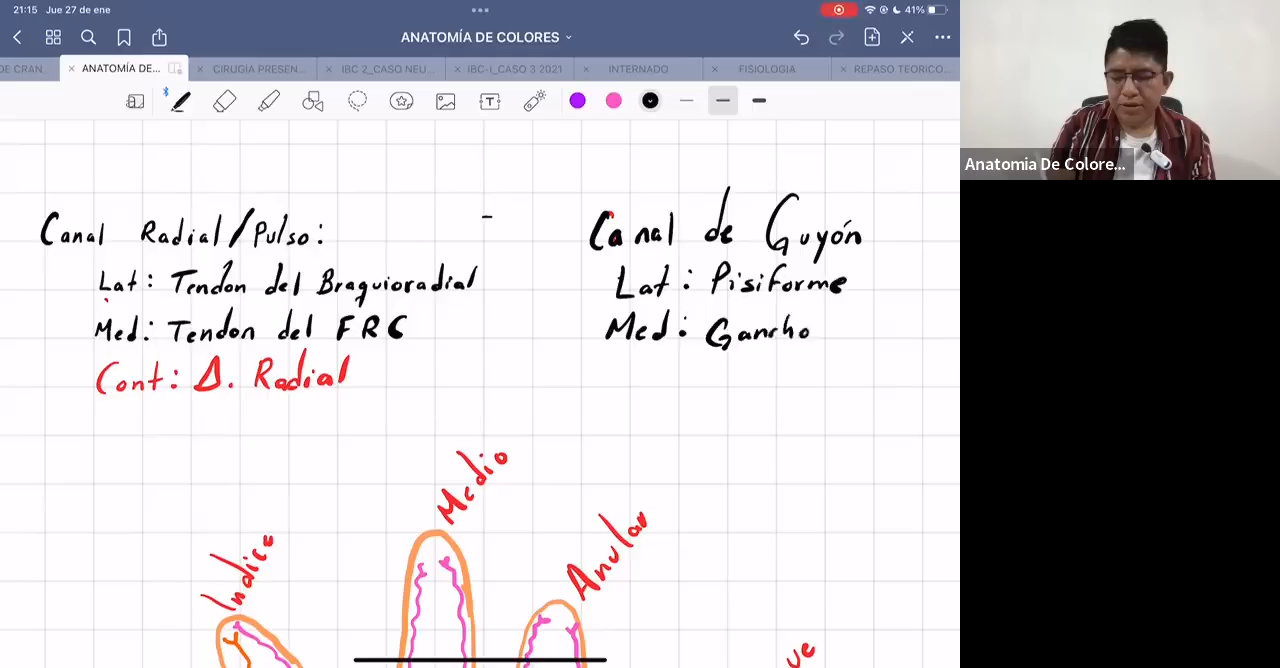 21:15 Jue 27 de ene
41%
ANATOMÍA DE COLORES
DE CRAN...
ANATOMÍA DE...
CIRUGIA PRESEN...
IBC 2_CASO NEU...
IBC-I_CASO 3 2021
INTERNADO
FISIOLOGIA
REPASO TEORICO...
Anatomia De Colore...
Canal Radial/Pulso:
Lat: Tendón del Braquioradial
Med: Tendon del FRC
Cont: A. Radial
Canal de Guyón
Lat: Pisiforme
Med: Gancho
Medio
Indice
Anular